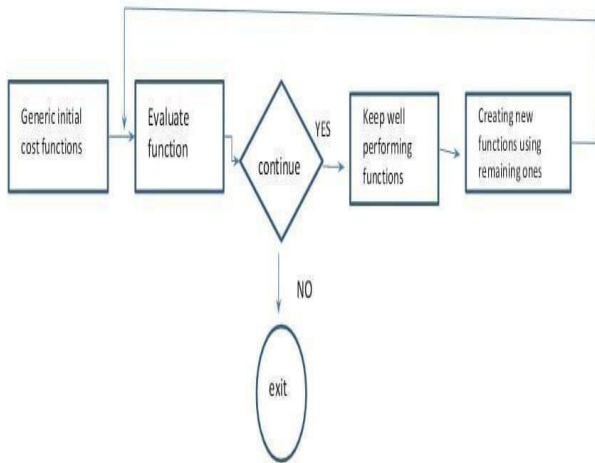 Generic initial
cost functions
Evaluate
function
continue
YES
Keep well
performing
functions
Creating new
functions using
remaining ones
NO
exit